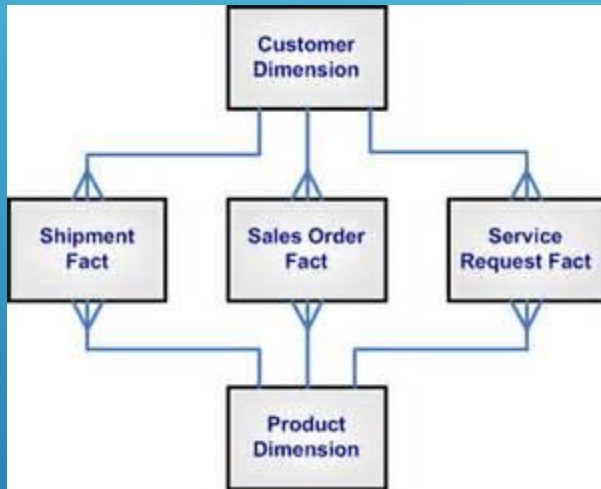 Customer
Dimension
Shipment
Fact
Sales Order
Fact
Service
Request Fact
Product
Dimension